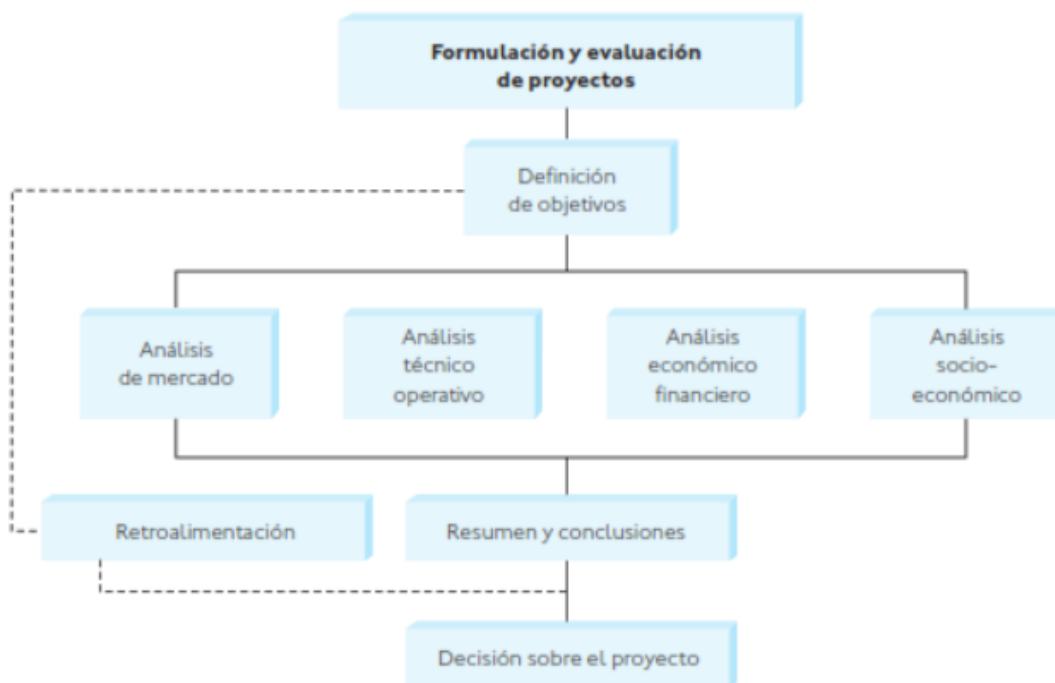 Formulación y evaluación
de proyectos
Definición
de objetivos
Análisis
de mercado
Análisis
técnico
operativo
Análisis
económico
financiero
Análisis
socio-
económico
Retroalimentación
Resumen y conclusiones
Decisión sobre el proyecto